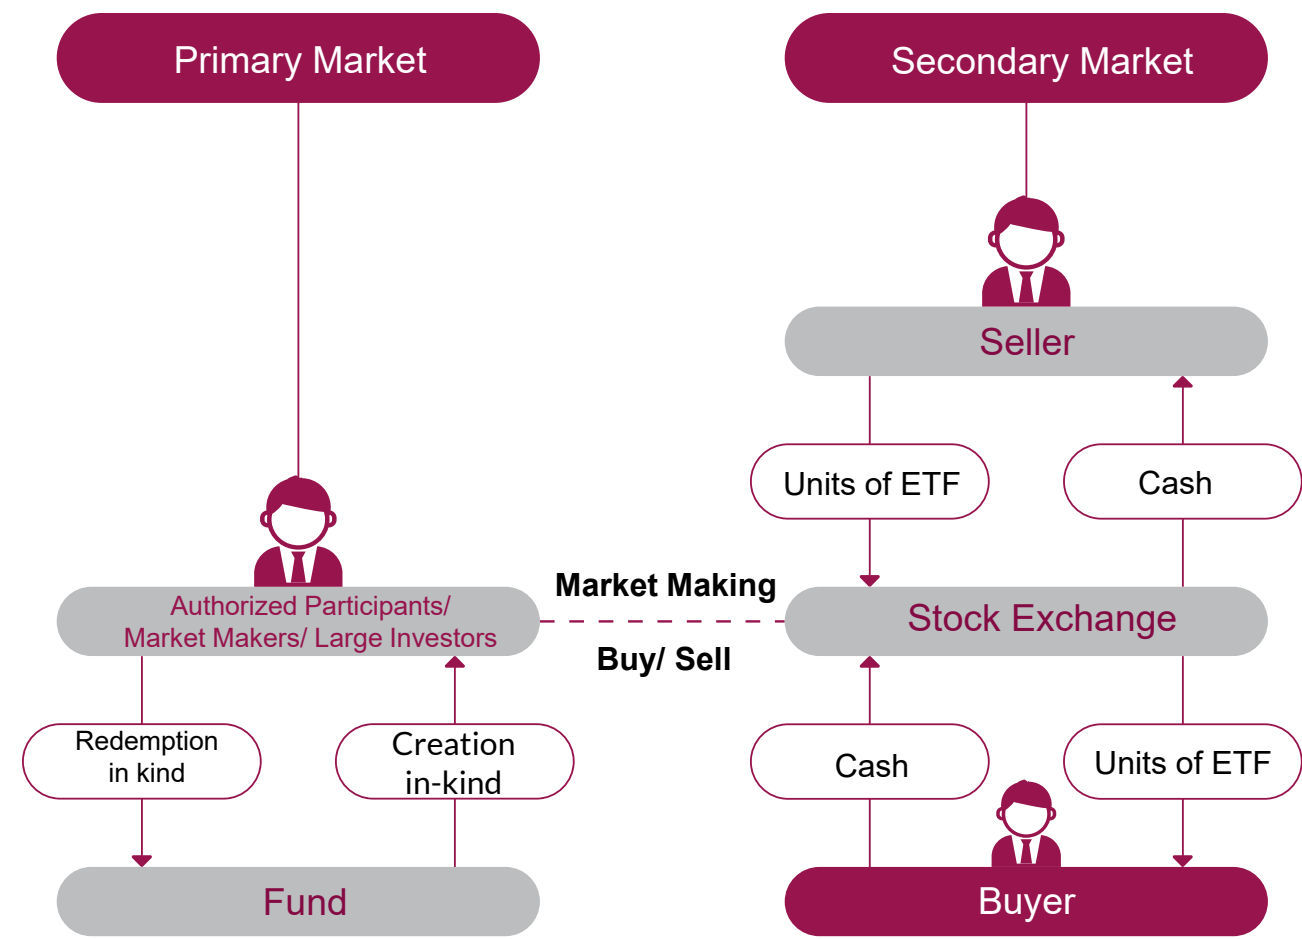 Primary Market
Secondary Market
Seller
Units of ETF
Cash
Authorized Participants/
Market Makers/ Large Investors
Market Making
Buy/ Sell
Stock Exchange
Redemption
in kind
Creation
in-kind
Cash
Units of ETF
Fund
Buyer